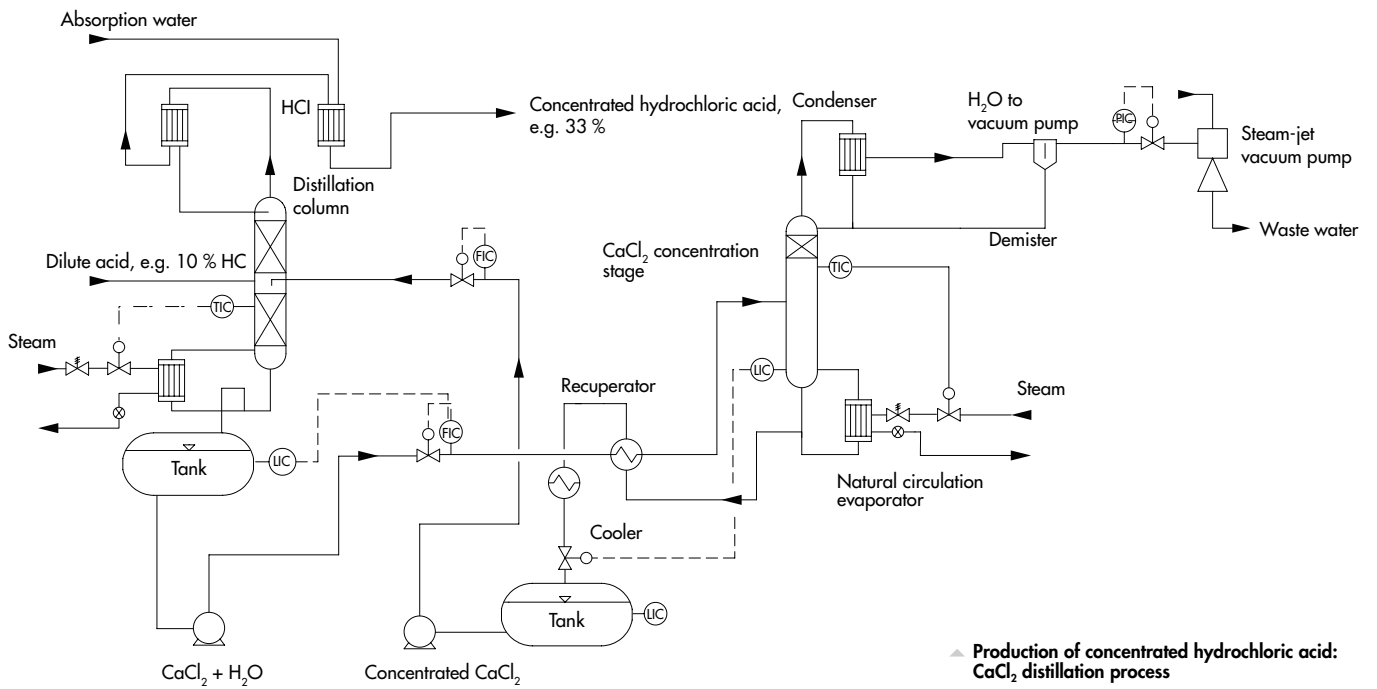 Absorption water
HCl
Concentrated hydrochloric acid,
e.g. 33 %
Condenser
H₂O to
vacuum pump
PIC
Steam-jet
vacuum pump
Waste water
Demister
Distillation
column
Dilute acid, e.g. 10 % HC
FIC
CaCl₂ concentration
stage
TIC
TIC
Steam
LIC
Recuperator
Steam
FIC
Tank
LIC
Natural circulation
evaporator
Cooler
Tank
LIC
CaCl₂ + H₂O
Concentrated CaCl₂
Production of concentrated hydrochloric acid:
CaCl₂ distillation process